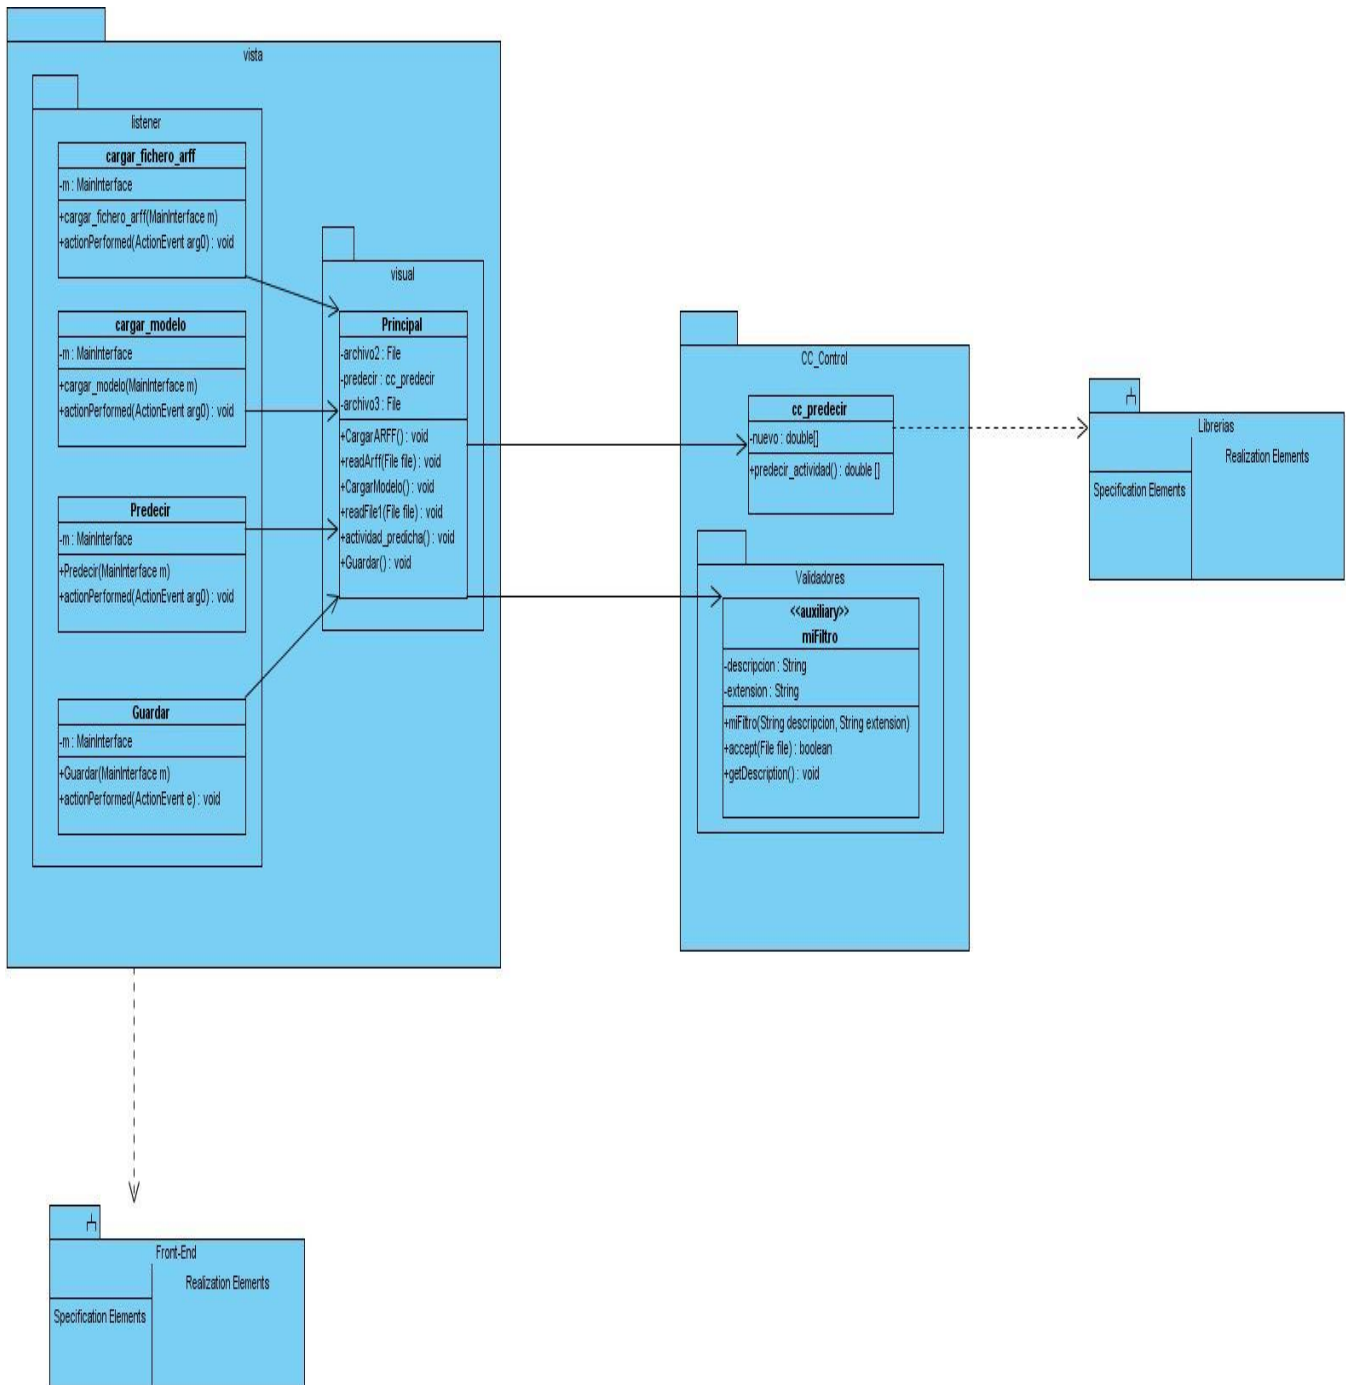 vista
listener
cargar_fichero_arff
-m : MainInterface
+cargar_fichero_arff(MainInterface m)
+actionPerformed(ActionEvent arg0) : void
cargar_modelo
-m : MainInterface
+cargar_modelo(MainInterface m)
+actionPerformed(ActionEvent arg0) : void
Predecir
-m : MainInterface
+Predecir(MainInterface m)
+actionPerformed(ActionEvent arg0) : void
Guardar
-m : MainInterface
+Guardar(MainInterface m)
+actionPerformed(ActionEvent e) : void
visual
Principal
-archivo2 : File
-predecir : cc_predecir
-archivo3 : File
+CargarARFF() : void
+readArff(File file) : void
+CargarModelo() : void
+readFile1(File file) : void
+actividad_predicha() : void
+Guardar() : void
CC_Control
cc_predecir
-nuevo : double[]
+predecir_actividad() : double []
Validadores
<<auxiliary>>
miFiltro
-descripcion : String
-extension : String
+miFiltro(String descripcion, String extension)
+accept(File file) : boolean
+getDescription() : void
Librerias
Realization Elements
Specification Elements
Front-End
Realization Elements
Specification Elements